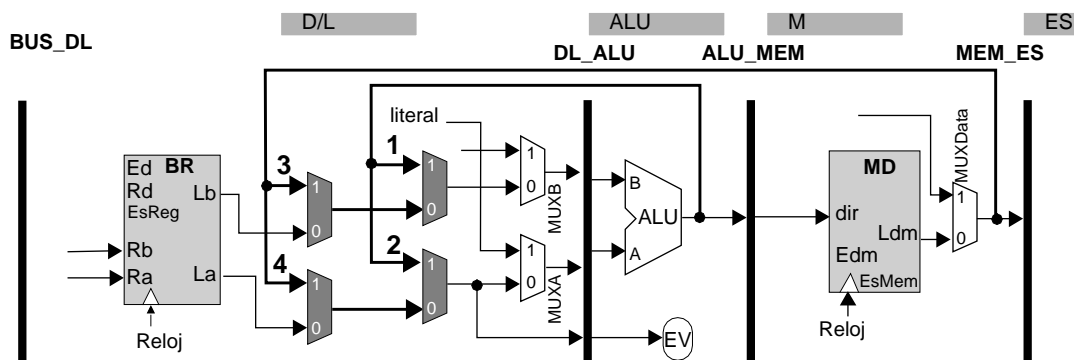 D/L
ALU
M
ES
BUS_DL
DL_ALU
ALU_MEM
MEM_ES
literal
1
3
2
4
Ed
BR
Rd
EsReg
Lb
Rb
Ra
La
Reloj
1
0
1
0
1
0
1
0
1
0
MUXB
1
0
MUXA
B
ALU
A
EV
MD
dir
Ldm
Edm
EsMem
Reloj
1
0
MUXData